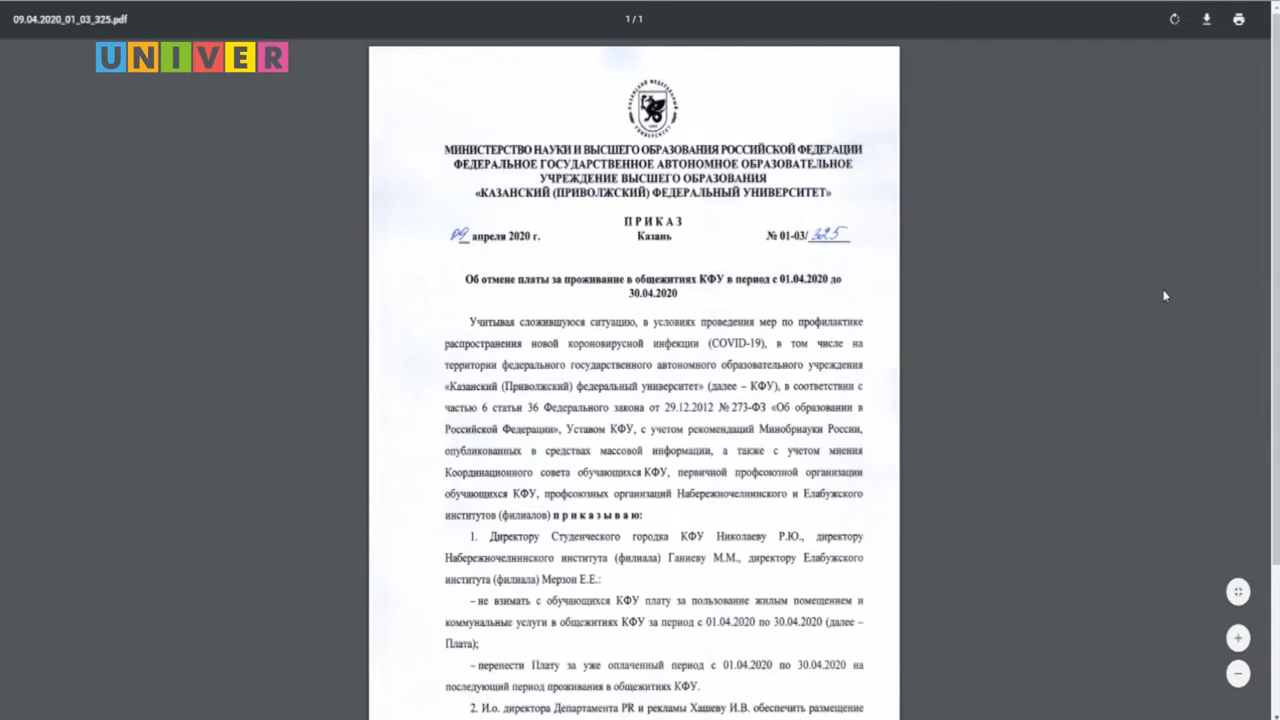 09.04.2020_01_03_325.pdf
1 / 1
UNIVER
КАЗАНСКИЙ ФЕДЕРАЛЬНЫЙ УНИВЕРСИТЕТ
МИНИСТЕРСТВО НАУКИ И ВЫСШЕГО ОБРАЗОВАНИЯ РОССИЙСКОЙ ФЕДЕРАЦИИ
ФЕДЕРАЛЬНОЕ ГОСУДАРСТВЕННОЕ АВТОНОМНОЕ ОБРАЗОВАТЕЛЬНОЕ
УЧРЕЖДЕНИЕ ВЫСШЕГО ОБРАЗОВАНИЯ
«КАЗАНСКИЙ (ПРИВОЛЖСКИЙ) ФЕДЕРАЛЬНЫЙ УНИВЕРСИТЕТ»
П Р И К А З
09 апреля 2020 г. Казань № 01-03/325
Об отмене платы за проживание в общежитиях КФУ в период с 01.04.2020 до
30.04.2020
Учитывая сложившуюся ситуацию, в условиях проведения мер по профилактике
распространения новой короновирусной инфекции (COVID-19), в том числе на
территории федерального государственного автономного образовательного учреждения
«Казанский (Приволжский) федеральный университет» (далее – КФУ), в соответствии с
частью 6 статьи 36 Федерального закона от 29.12.2012 № 273-ФЗ «Об образовании в
Российской Федерации», Уставом КФУ, с учетом рекомендаций Минобрнауки России,
опубликованных в средствах массовой информации, а также с учетом мнения
Координационного совета обучающихся КФУ, первичной профсоюзной организации
обучающихся КФУ, профсоюзных организаций Набережночелнинского и Елабужского
институтов (филиалов) п р и к а з ы в а ю:
1. Директору Студенческого городка КФУ Николаеву Р.Ю., директору
Набережночелнинского института (филиала) Ганиеву М.М., директору Елабужского
института (филиала) Мерзон Е.Е.:
– не взимать с обучающихся КФУ плату за пользование жилым помещением и
коммунальные услуги в общежитиях КФУ за период с 01.04.2020 по 30.04.2020 (далее –
Плата);
– перенести Плату за уже оплаченный период с 01.04.2020 по 30.04.2020 на
последующий период проживания в общежитиях КФУ.
2. И.о. директора Департамента PR и рекламы Хашеву И.В. обеспечить размещение